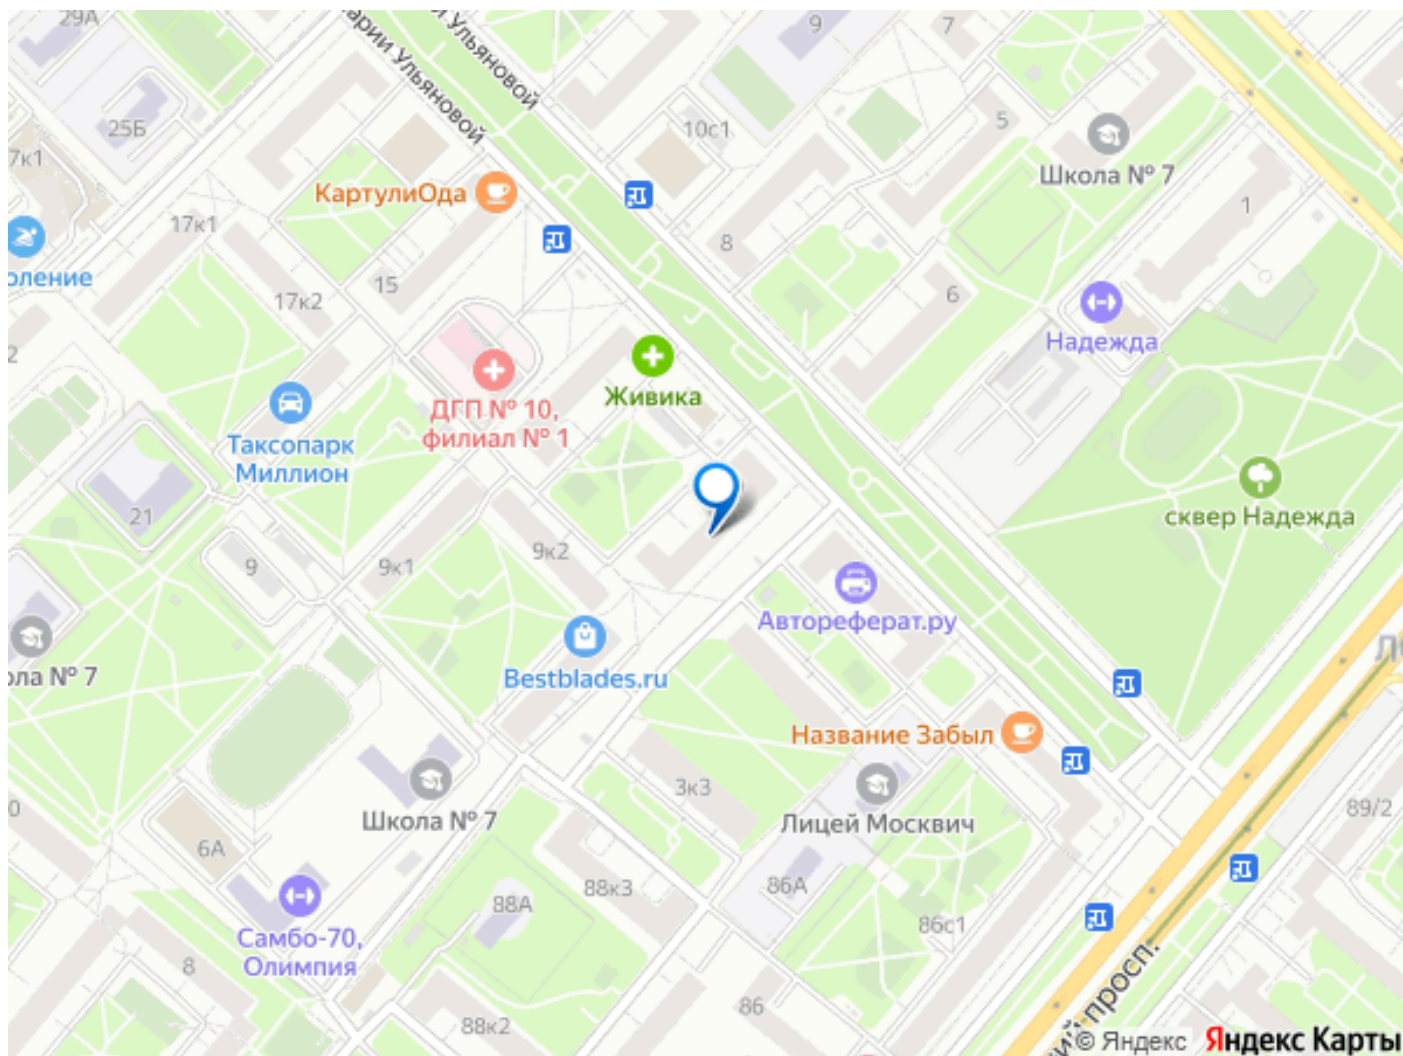 29А
арии Ульяновой
и Ульяновой
9
7
25Б
10с1
5
7к1
Школа № 7
КартулиОда
17к1
1
8
оление
15
17к2
6
Надежда
2
Живика
ДГП № 10,
филиал № 1
Таксопарк
Миллион
21
сквер Надежда
9к2
9
9к1
Автореферат.ру
ола № 7
Bestblades.ru
Название Забыл
3к3
0
Школа № 7
Лицей Москвич
89/2
6А
86А
88к3
88А
86с1
Самбо-70,
Олимпия
8
86
88к2
ий просп.
© Яндекс Яндекс Карты